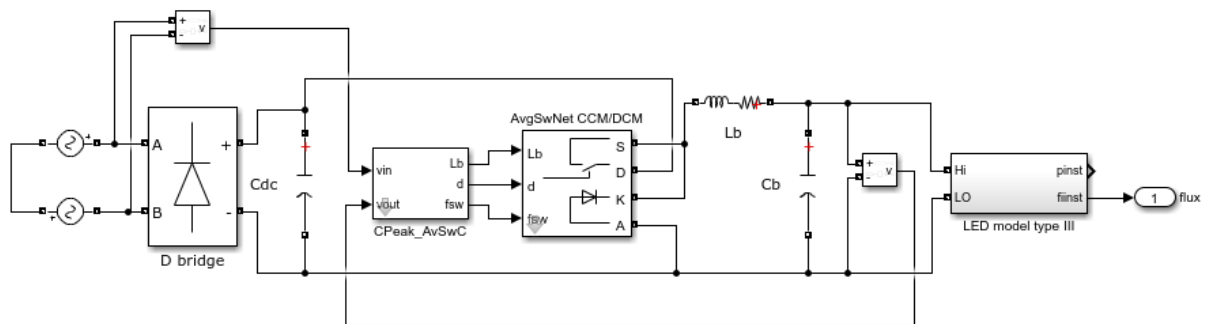 +
-
v
AvgSwNet CCM/DCM
Lb
A
+
B
-
D bridge
Cdc
vin
vout
Lb
d
fsw
CPeak_AvSwC
Lb
d
fsw
S
D
K
A
Cb
+
-
v
Hi
LO
pinst
fiinst
LED model type III
1
flux